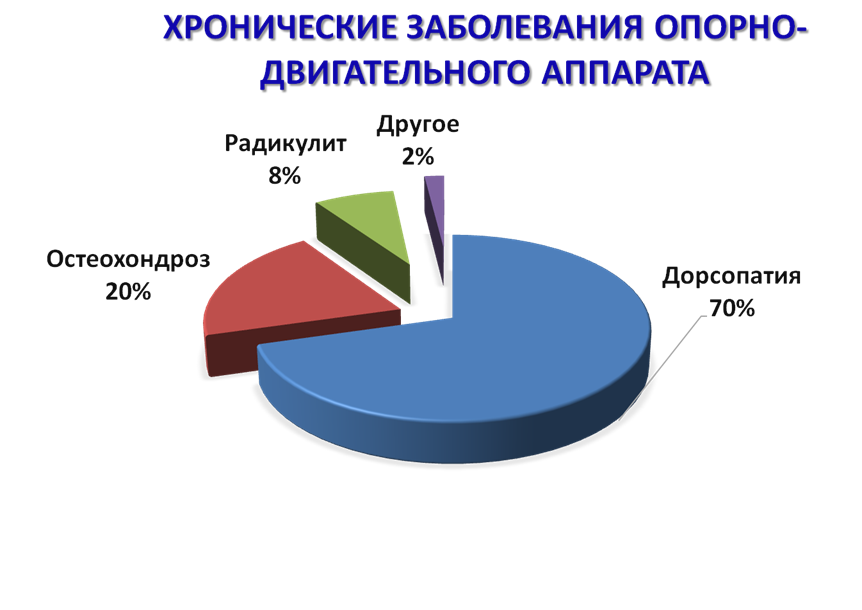 ХРОНИЧЕСКИЕ ЗАБОЛЕВАНИЯ ОПОРНО-
ДВИГАТЕЛЬНОГО АППАРАТА
Другое
2%
Радикулит
8%
Остеохондроз
20%
Дорсопатия
70%